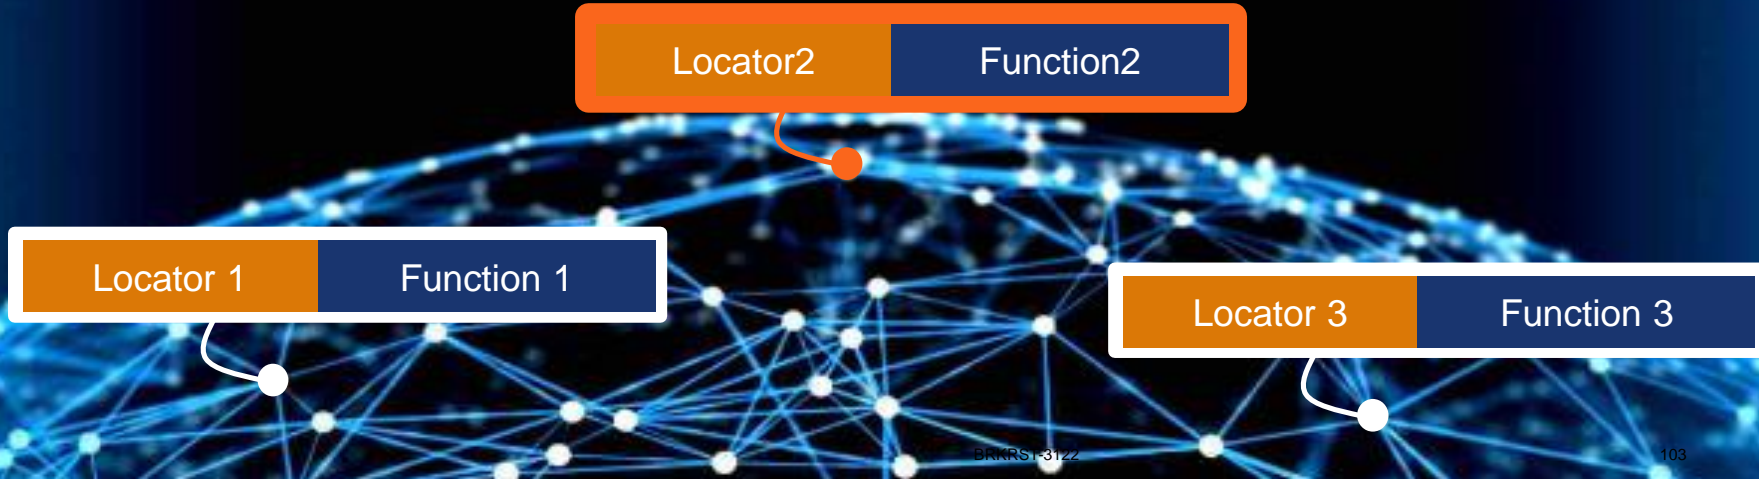 Locator2 Function2
Locator 1 Function 1
Locator 3 Function 3
BRKRST-3122
103